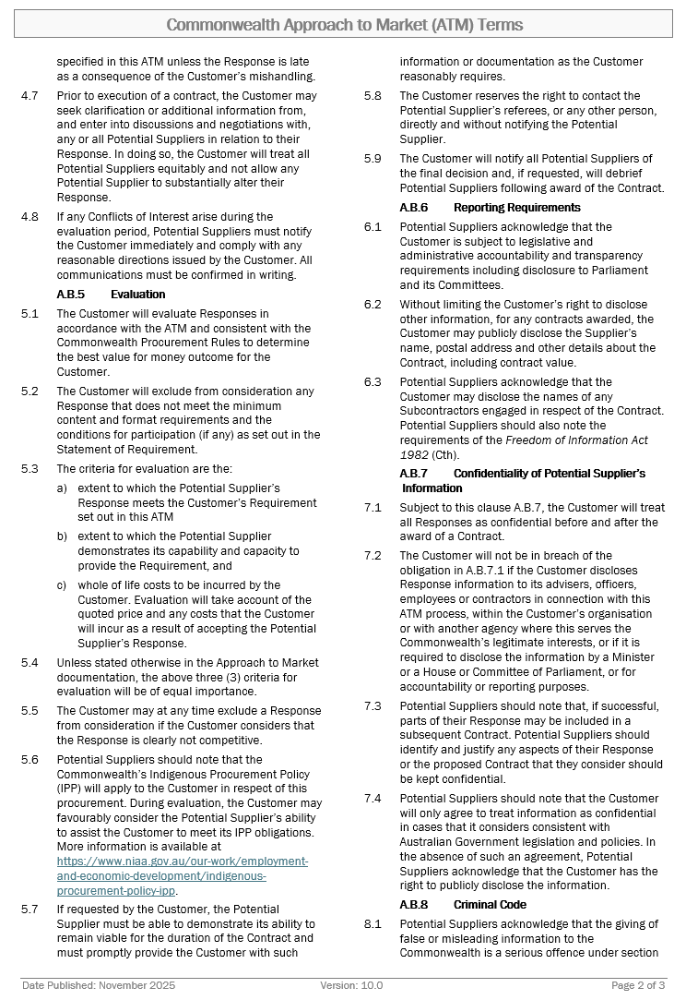 Commonwealth Approach to Market (ATM) Terms
specified in this ATM unless the Response is late
as a consequence of the Customer's mishandling.
4.7 Prior to execution of a contract, the Customer may
seek clarification or additional information from,
and enter into discussions and negotiations with,
any or all Potential Suppliers in relation to their
Response. In doing so, the Customer will treat all
Potential Suppliers equitably and not allow any
Potential Supplier to substantially alter their
Response.
4.8 If any Conflicts of Interest arise during the
evaluation period, Potential Suppliers must notify
the Customer immediately and comply with any
reasonable directions issued by the Customer. All
communications must be confirmed in writing.
A.B.5 Evaluation
5.1 The Customer will evaluate Responses in
accordance with the ATM and consistent with the
Commonwealth Procurement Rules to determine
the best value for money outcome for the
Customer.
5.2 The Customer will exclude from consideration any
Response that does not meet the minimum
content and format requirements and the
conditions for participation (if any) as set out in the
Statement of Requirement.
5.3 The criteria for evaluation are the:
a) extent to which the Potential Supplier's
Response meets the Customer's Requirement
set out in this ATM
b) extent to which the Potential Supplier
demonstrates its capability and capacity to
provide the Requirement, and
c) whole of life costs to be incurred by the
Customer. Evaluation will take account of the
quoted price and any costs that the Customer
will incur as a result of accepting the Potential
Supplier's Response.
5.4 Unless stated otherwise in the Approach to Market
documentation, the above three (3) criteria for
evaluation will be of equal importance.
5.5 The Customer may at any time exclude a Response
from consideration if the Customer considers that
the Response is clearly not competitive.
5.6 Potential Suppliers should note that the
Commonwealth's Indigenous Procurement Policy
(IPP) will apply to the Customer in respect of this
procurement. During evaluation, the Customer may
favourably consider the Potential Supplier's ability
to assist the Customer to meet its IPP obligations.
More information is available at
https://www.niaa.gov.au/our-work/employment-
and-economic-development/indigenous-
procurement-policy-ipp.
5.7 If requested by the Customer, the Potential
Supplier must be able to demonstrate its ability to
remain viable for the duration of the Contract and
must promptly provide the Customer with such
information or documentation as the Customer
reasonably requires.
5.8 The Customer reserves the right to contact the
Potential Supplier's referees, or any other person,
directly and without notifying the Potential
Supplier.
5.9 The Customer will notify all Potential Suppliers of
the final decision and, if requested, will debrief
Potential Suppliers following award of the Contract.
A.B.6 Reporting Requirements
6.1 Potential Suppliers acknowledge that the
Customer is subject to legislative and
administrative accountability and transparency
requirements including disclosure to Parliament
and its Committees.
6.2 Without limiting the Customer's right to disclose
other information, for any contracts awarded, the
Customer may publicly disclose the Supplier's
name, postal address and other details about the
Contract, including contract value.
6.3 Potential Suppliers acknowledge that the
Customer may disclose the names of any
Subcontractors engaged in respect of the Contract.
Potential Suppliers should also note the
requirements of the Freedom of Information Act
1982 (Cth).
A.B.7 Confidentiality of Potential Supplier's
Information
7.1 Subject to this clause A.B.7, the Customer will treat
all Responses as confidential before and after the
award of a Contract.
7.2 The Customer will not be in breach of the
obligation in A.B.7.1 if the Customer discloses
Response information to its advisers, officers,
employees or contractors in connection with this
ATM process, within the Customer's organisation
or with another agency where this serves the
Commonwealth's legitimate interests, or if it is
required to disclose the information by a Minister
or a House or Committee of Parliament, or for
accountability or reporting purposes.
7.3 Potential Suppliers should note that, if successful,
parts of their Response may be included in a
subsequent Contract. Potential Suppliers should
identify and justify any aspects of their Response
or the proposed Contract that they consider should
be kept confidential.
7.4 Potential Suppliers should note that the Customer
will only agree to treat information as confidential
in cases that it considers consistent with
Australian Government legislation and policies. In
the absence of such an agreement, Potential
Suppliers acknowledge that the Customer has the
right to publicly disclose the information.
A.B.8 Criminal Code
8.1 Potential Suppliers acknowledge that the giving of
false or misleading information to the
Commonwealth is a serious offence under section
Date Published: November 2025 Version: 10.0 Page 2 of 3